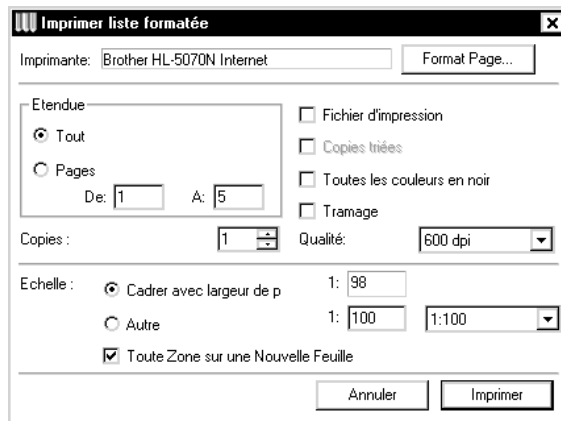 Imprimer liste formatée
Imprimante: Brother HL-5070N Internet Format Page...
Etendue
Tout
Pages
De: 1 A: 5
Fichier d'impression
Copies triées
Toutes les couleurs en noir
Tramage
Copies : 1 Qualité: 600 dpi
Echelle : Cadrer avec largeur de p 1: 98
Autre 1: 100 1:100
Toute Zone sur une Nouvelle Feuille
Annuler Imprimer